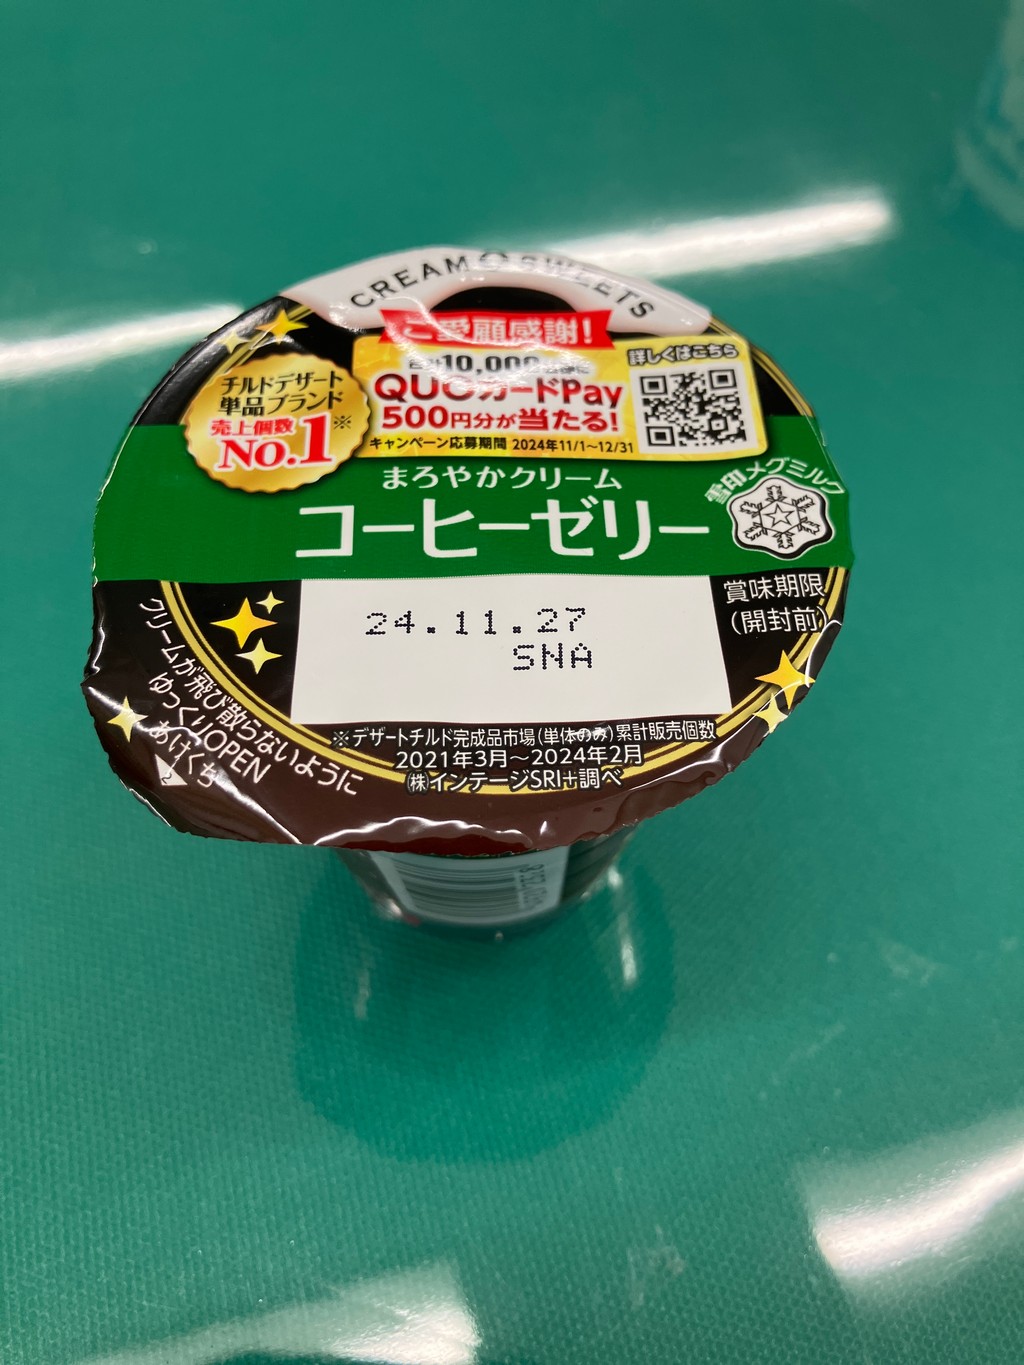 CREAM SWEETS
ご愛顧感謝!
10,000
QUOカードPay
500円分が当たる!
キャンペーン応募期間 2024年11/1~12/31
詳しくはこちら
チルドデザート
単品ブランド
売上個数※
No.1
まろやかクリーム
コーヒーゼリー
雪印メグミルク
賞味期限
(開封前)
24.11.27
SNA
※デザートチルド完成品市場(単体のみ)累計販売個数
2021年3月~2024年2月
㈱インテージSRI+調べ
クリームが飛び散らないように
ゆっくりOPEN
あけくち